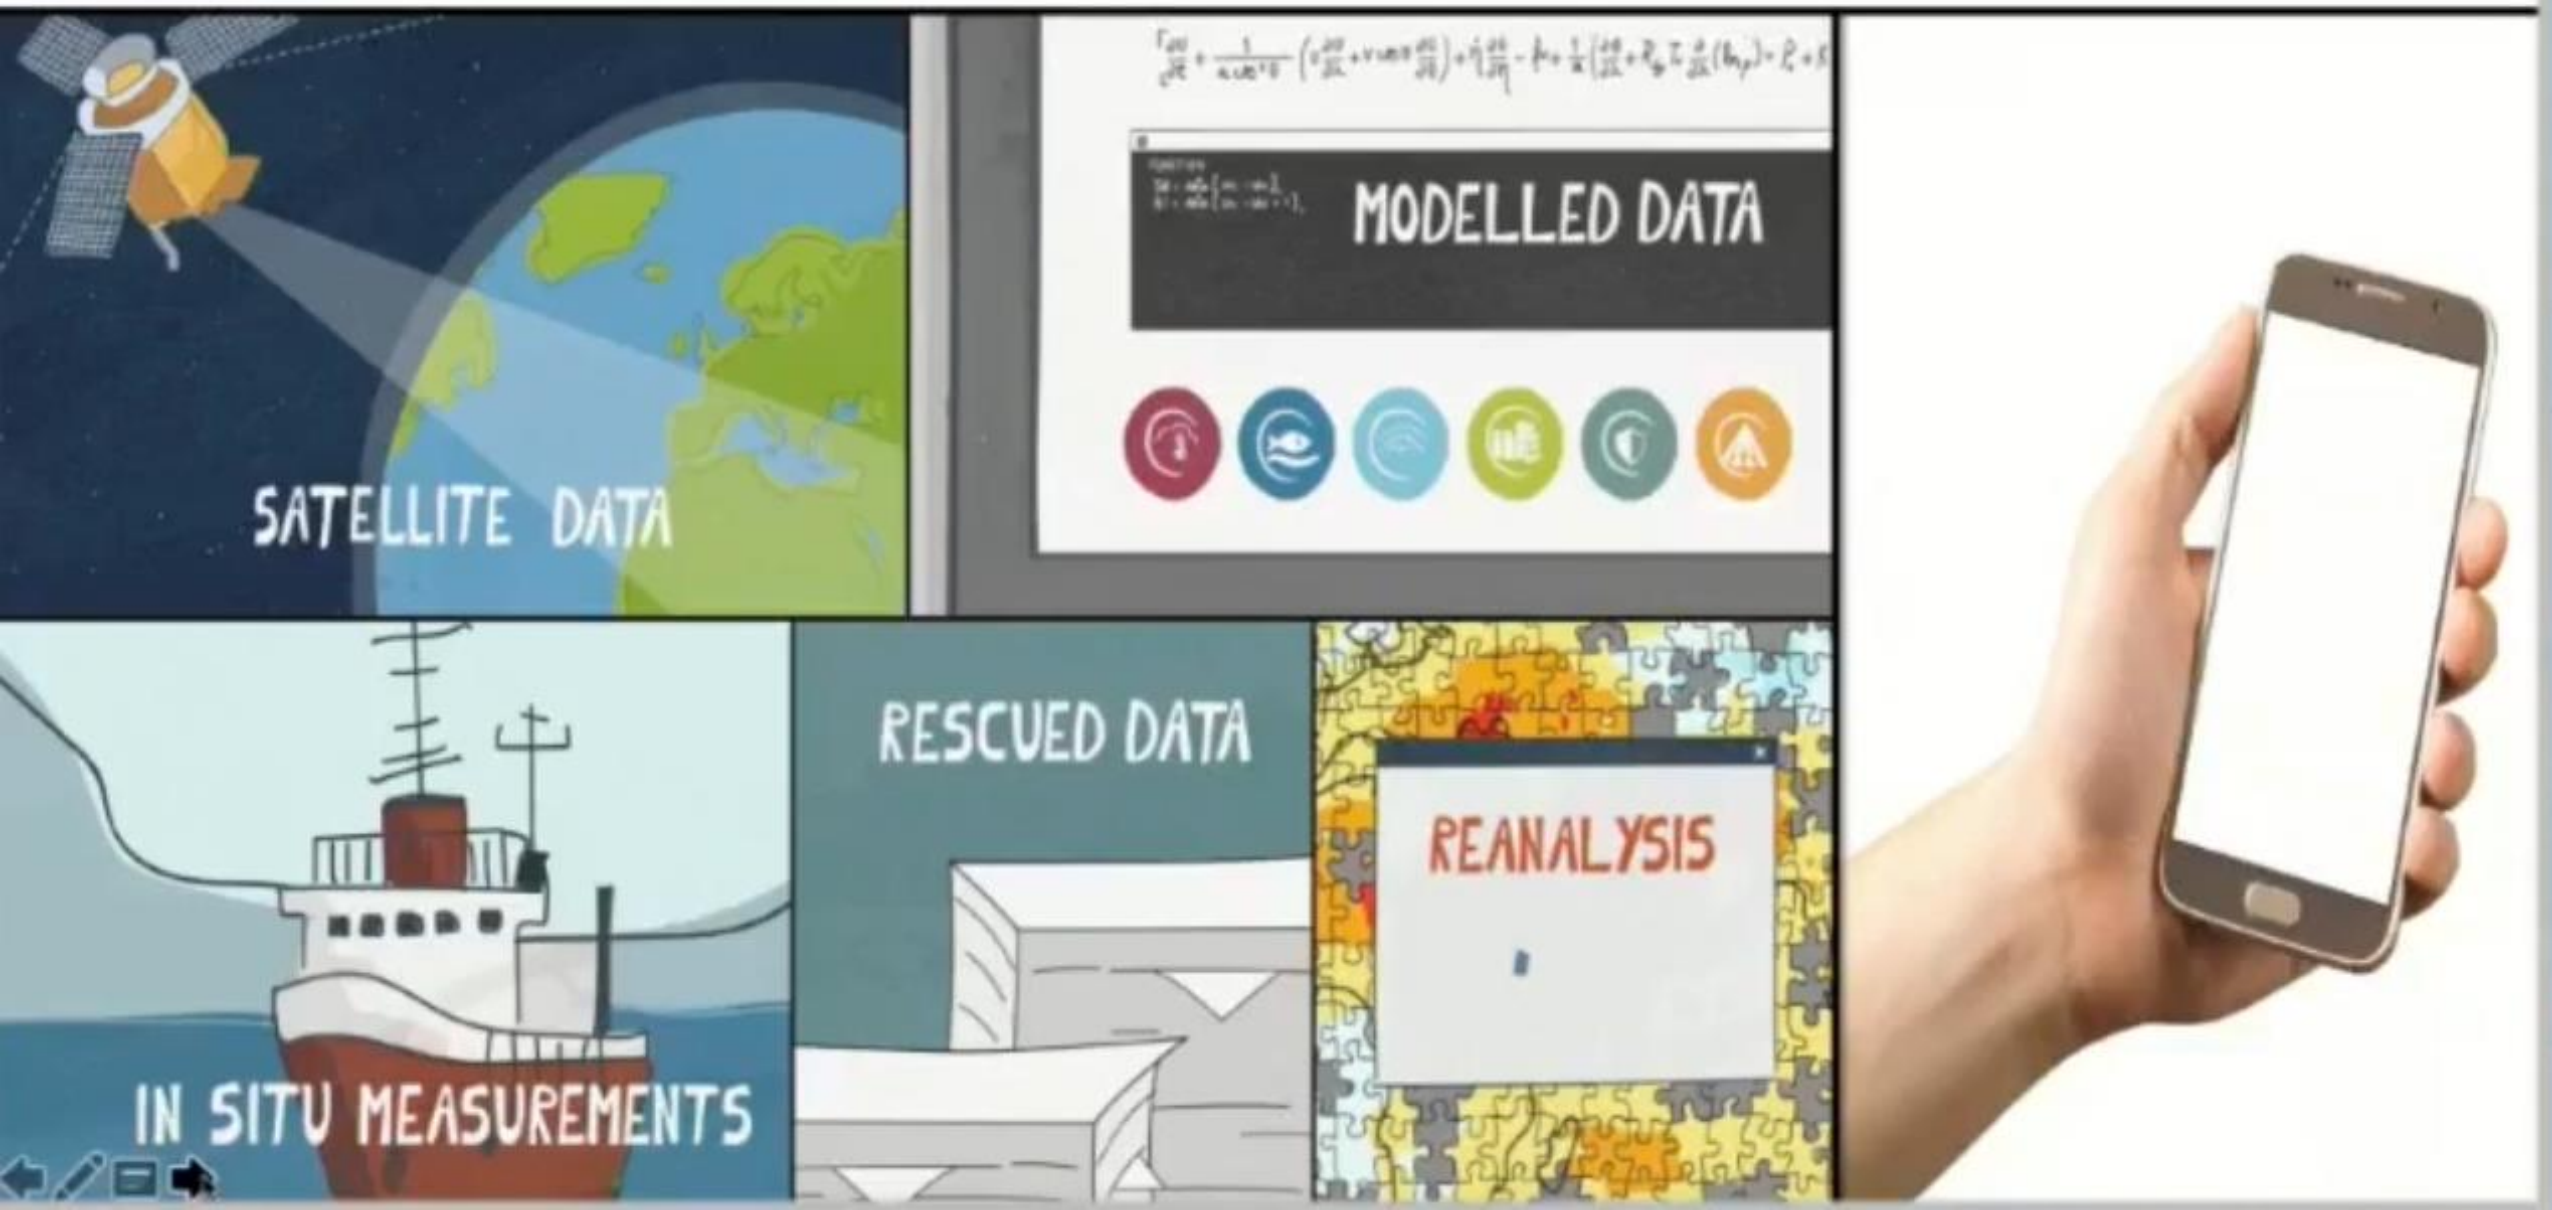 MODELLED DATA
SATELLITE DATA
RESCUED DATA
REANALYSIS
IN SITU MEASUREMENTS